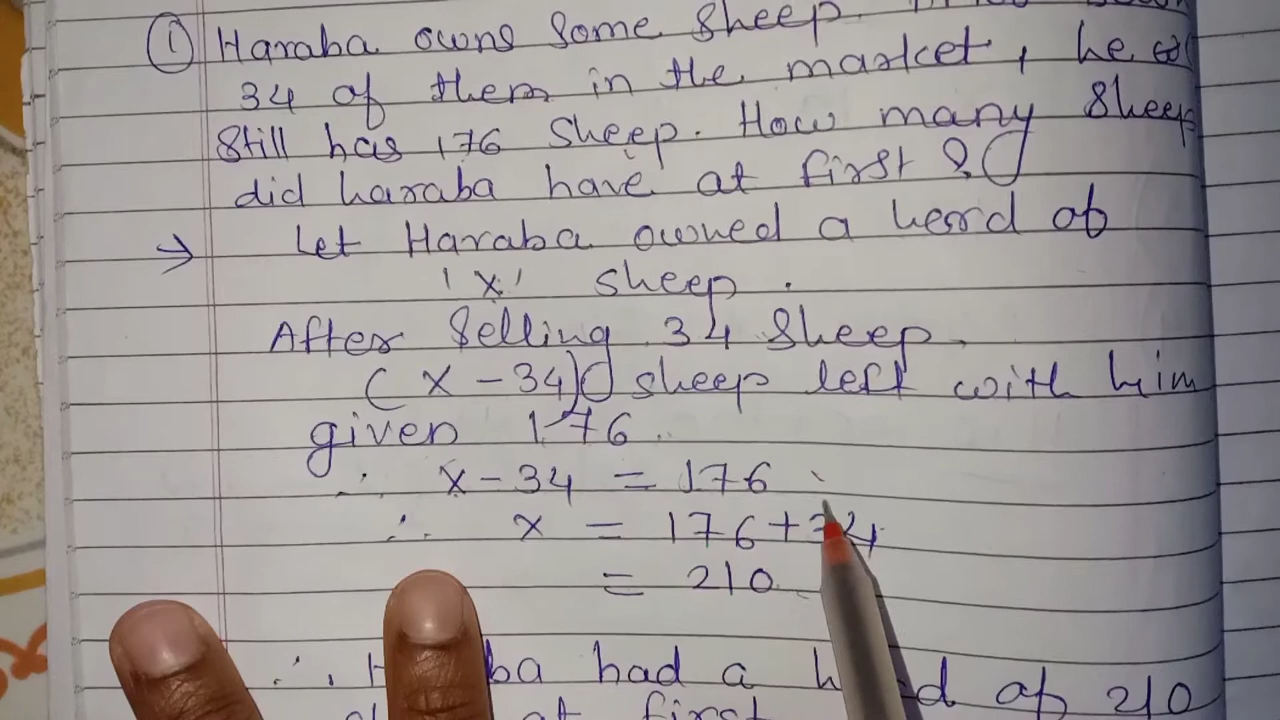 ① Haraba owns some sheep.
34 of them in the market, he
Still has 176 sheep. How many sheep
did haraba have at first ?
→ Let Haraba owned a herd of
'x' sheep.
After selling 34 sheep
(x - 34) sheep left with him
given 176
∴ x - 34 = 176
∴ x = 176 + 34
= 210
∴ had a of 210
at first